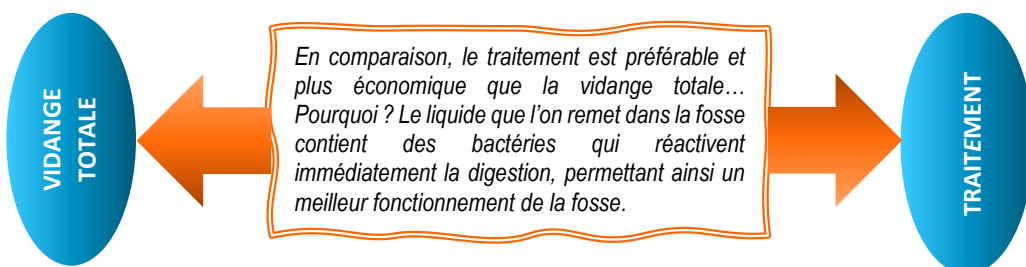 VIDANGE
TOTALE
En comparaison, le traitement est préférable et
plus économique que la vidange totale…
Pourquoi ? Le liquide que l’on remet dans la fosse
contient des bactéries qui réactivent
immédiatement la digestion, permettant ainsi un
meilleur fonctionnement de la fosse.
TRAITEMENT